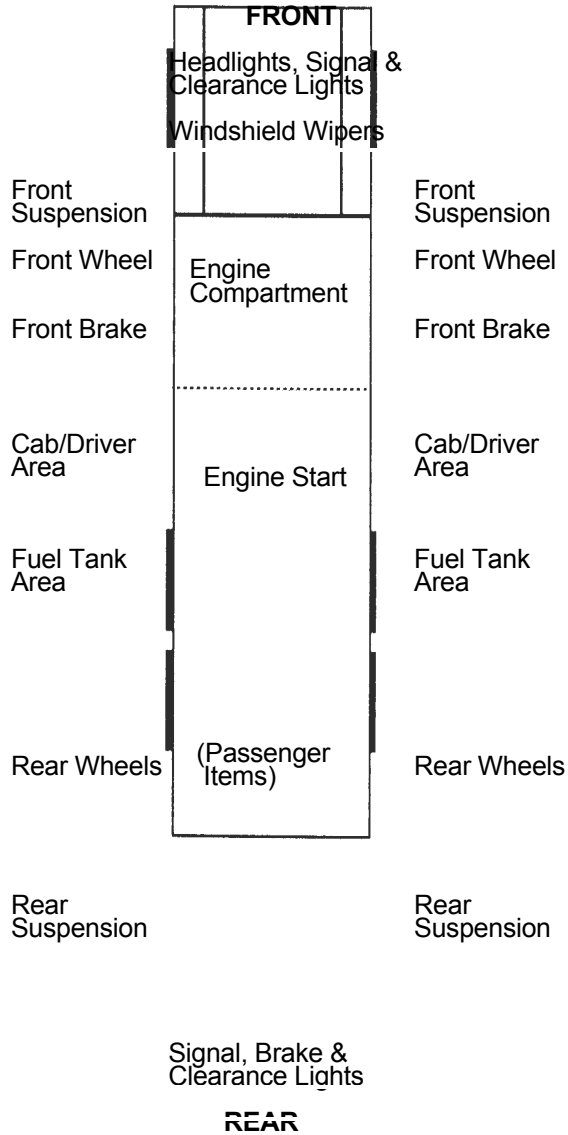 FRONT
Headlights, Signal &
Clearance Lights
Windshield Wipers
Front
Suspension
Front
Suspension
Front Wheel
Engine
Compartment
Front Wheel
Front Brake
Front Brake
Cab/Driver
Area
Engine Start
Cab/Driver
Area
Fuel Tank
Area
Fuel Tank
Area
Rear Wheels
(Passenger
Items)
Rear Wheels
Rear
Suspension
Rear
Suspension
Signal, Brake &
Clearance Lights
REAR